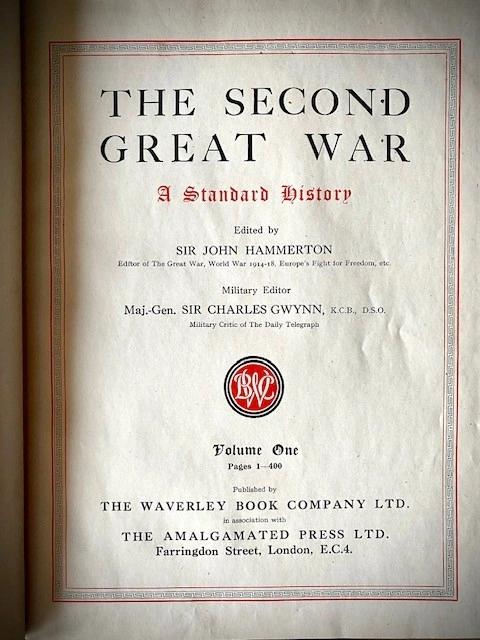 THE SECOND
GREAT WAR
A Standard History
Edited by
SIR JOHN HAMMERTON
Editor of The Great War, World War 1914-18, Europe's Fight for Freedom, etc.
Military Editor
Maj.-Gen. SIR CHARLES GWYNN, K.C.B., D.S.O.
Military Critic of The Daily Telegraph
WBC
Volume One
Pages 1—400
Published by
THE WAVERLEY BOOK COMPANY LTD.
in association with
THE AMALGAMATED PRESS LTD.
Farringdon Street, London, E.C.4.